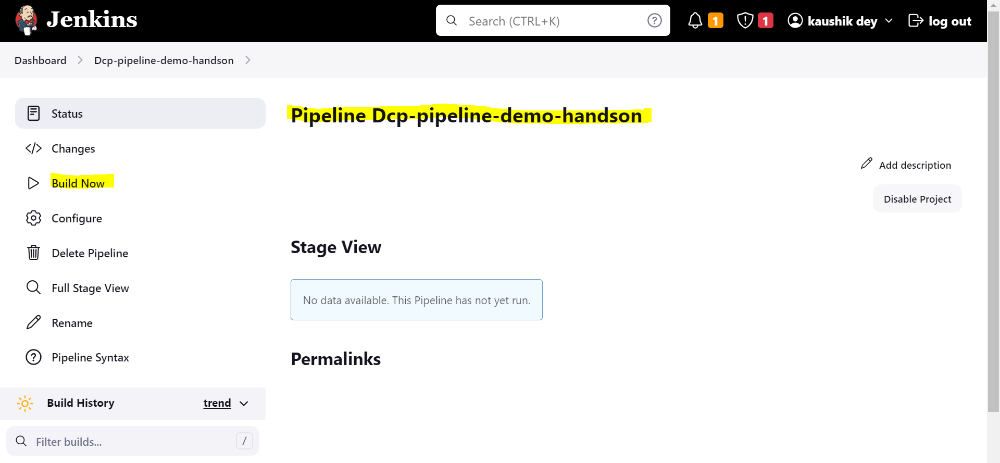 Jenkins
Search (CTRL+K)
1
1
kaushik dey
log out
Dashboard
Dcp-pipeline-demo-handson
Status
Changes
Build Now
Configure
Delete Pipeline
Full Stage View
Rename
Pipeline Syntax
Build History
trend
Filter builds...
/
Pipeline Dcp-pipeline-demo-handson
Add description
Disable Project
Stage View
No data available. This Pipeline has not yet run.
Permalinks